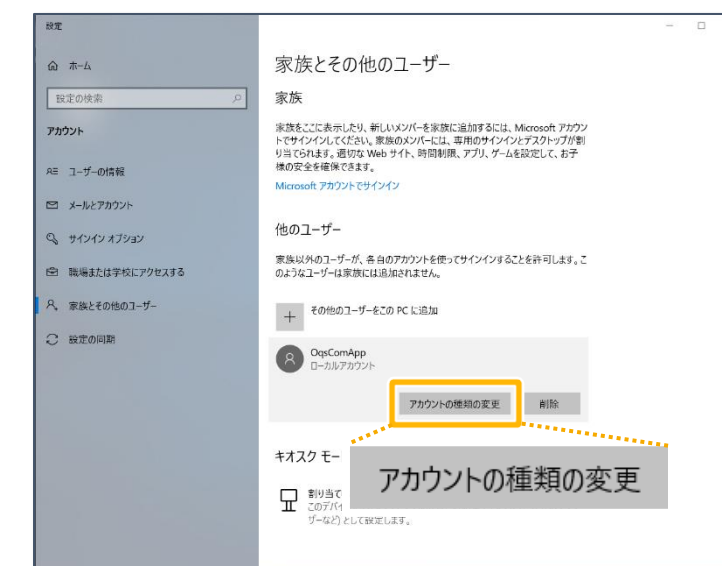 設定
ホーム
設定の検索
アカウント
ユーザーの情報
メールとアカウント
サインイン オプション
職場または学校にアクセスする
家族とその他のユーザー
設定の同期
家族とその他のユーザー
家族
家族をここに表示したり、新しいメンバーを家族に追加するには、Microsoft アカウン
トでサインインしてください。家族のメンバーには、専用のサインインとデスクトップが割
り当てられます。適切な Web サイト、時間制限、アプリ、ゲームを設定して、お子
様の安全を確保できます。
Microsoft アカウントでサインイン
他のユーザー
家族以外のユーザーが、各自のアカウントを使ってサインインすることを許可します。こ
のようなユーザーは家族には追加されません。
その他のユーザーをこの PC に追加
OqsComApp
ローカルアカウント
アカウントの種類の変更
削除
キオスク モー
アカウントの種類の変更
割り当て
このデバイ
ザーなど) として設定します。